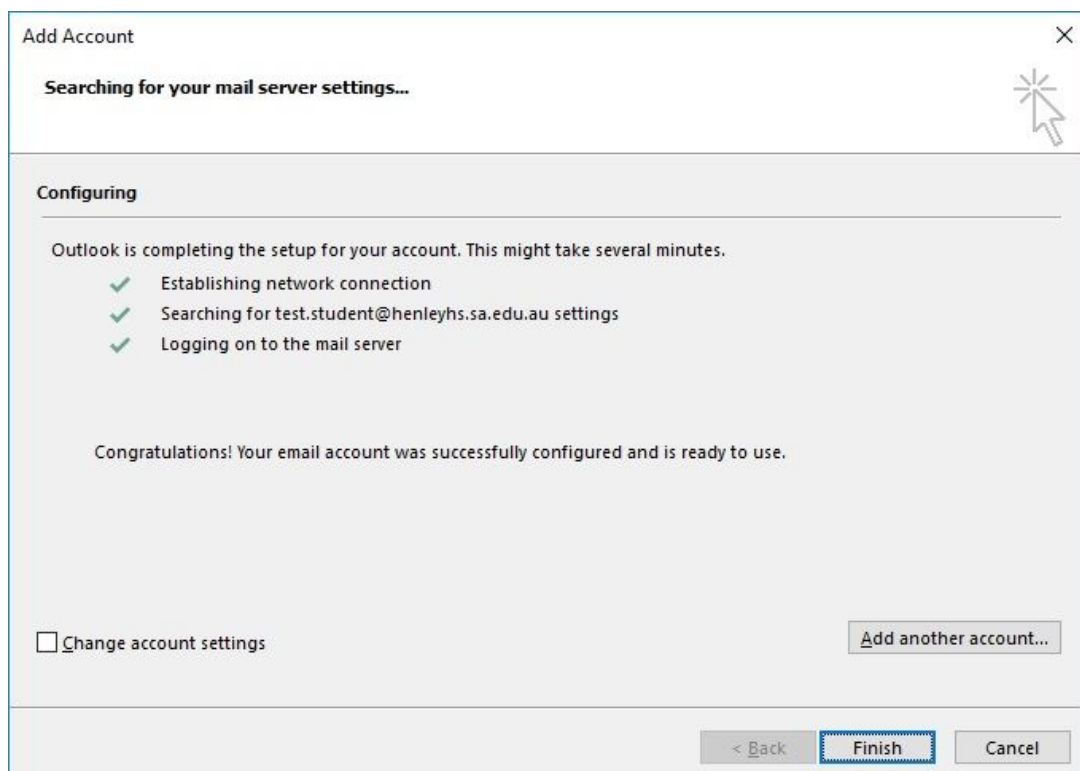 Add Account
Searching for your mail server settings...
Configuring
Outlook is completing the setup for your account. This might take several minutes.
Establishing network connection
Searching for test.student@henleyhs.sa.edu.au settings
Logging on to the mail server
Congratulations! Your email account was successfully configured and is ready to use.
Change account settings
Add another account...
< Back
Finish
Cancel